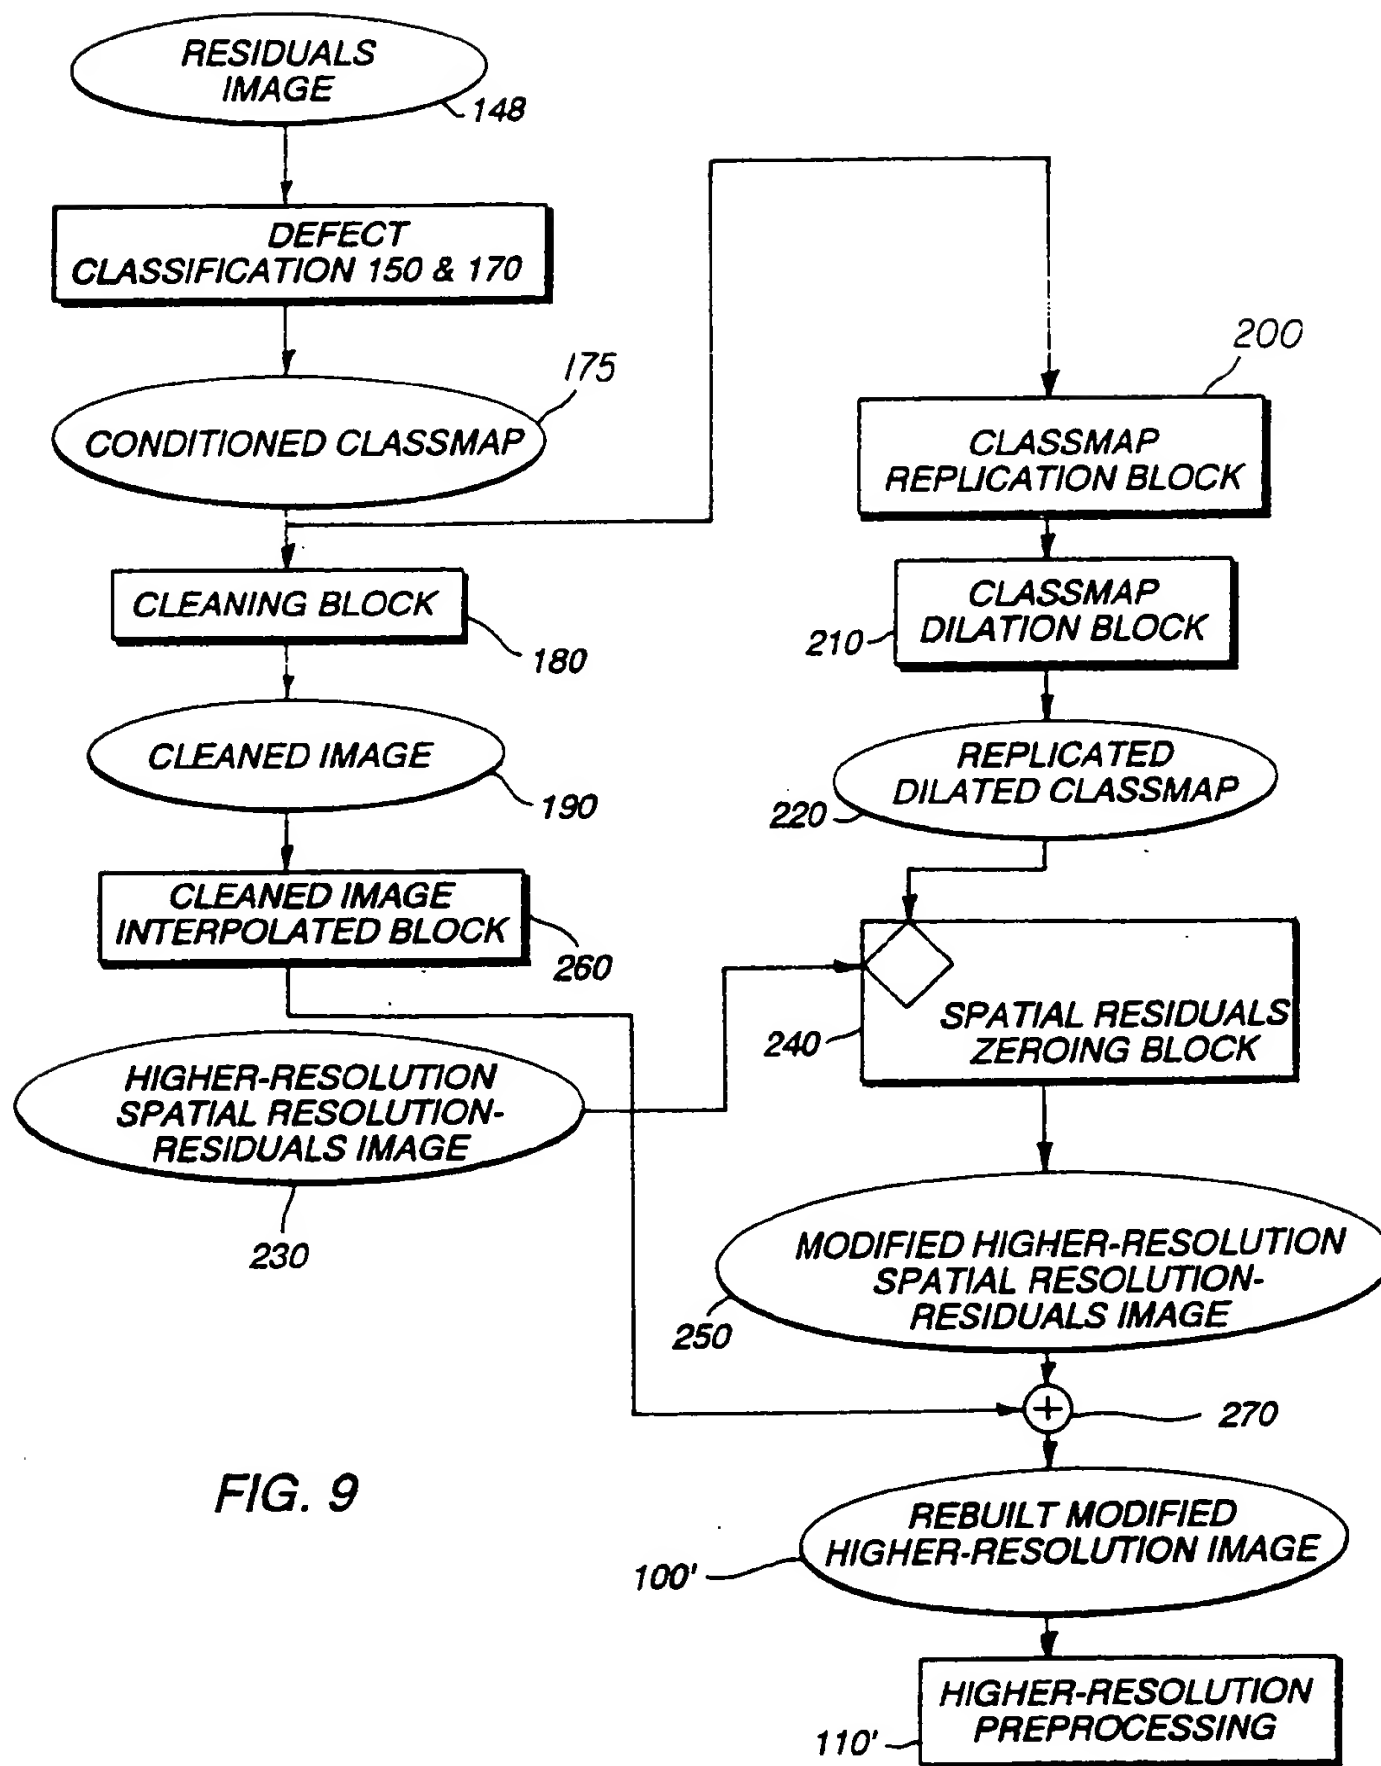 RESIDUALS
IMAGE
148
DEFECT
CLASSIFICATION 150 & 170
175
CONDITIONED CLASSMAP
CLEANING BLOCK
180
CLEANED IMAGE
190
CLEANED IMAGE
INTERPOLATED BLOCK
260
HIGHER-RESOLUTION
SPATIAL RESOLUTION-
RESIDUALS IMAGE
230
200
CLASSMAP
REPLICATION BLOCK
CLASSMAP
DILATION BLOCK
210
REPLICATED
DILATED CLASSMAP
220
SPATIAL RESIDUALS
ZEROING BLOCK
240
MODIFIED HIGHER-RESOLUTION
SPATIAL RESOLUTION-
RESIDUALS IMAGE
250
+
270
REBUILT MODIFIED
HIGHER-RESOLUTION IMAGE
100'
HIGHER-RESOLUTION
PREPROCESSING
110'
FIG. 9